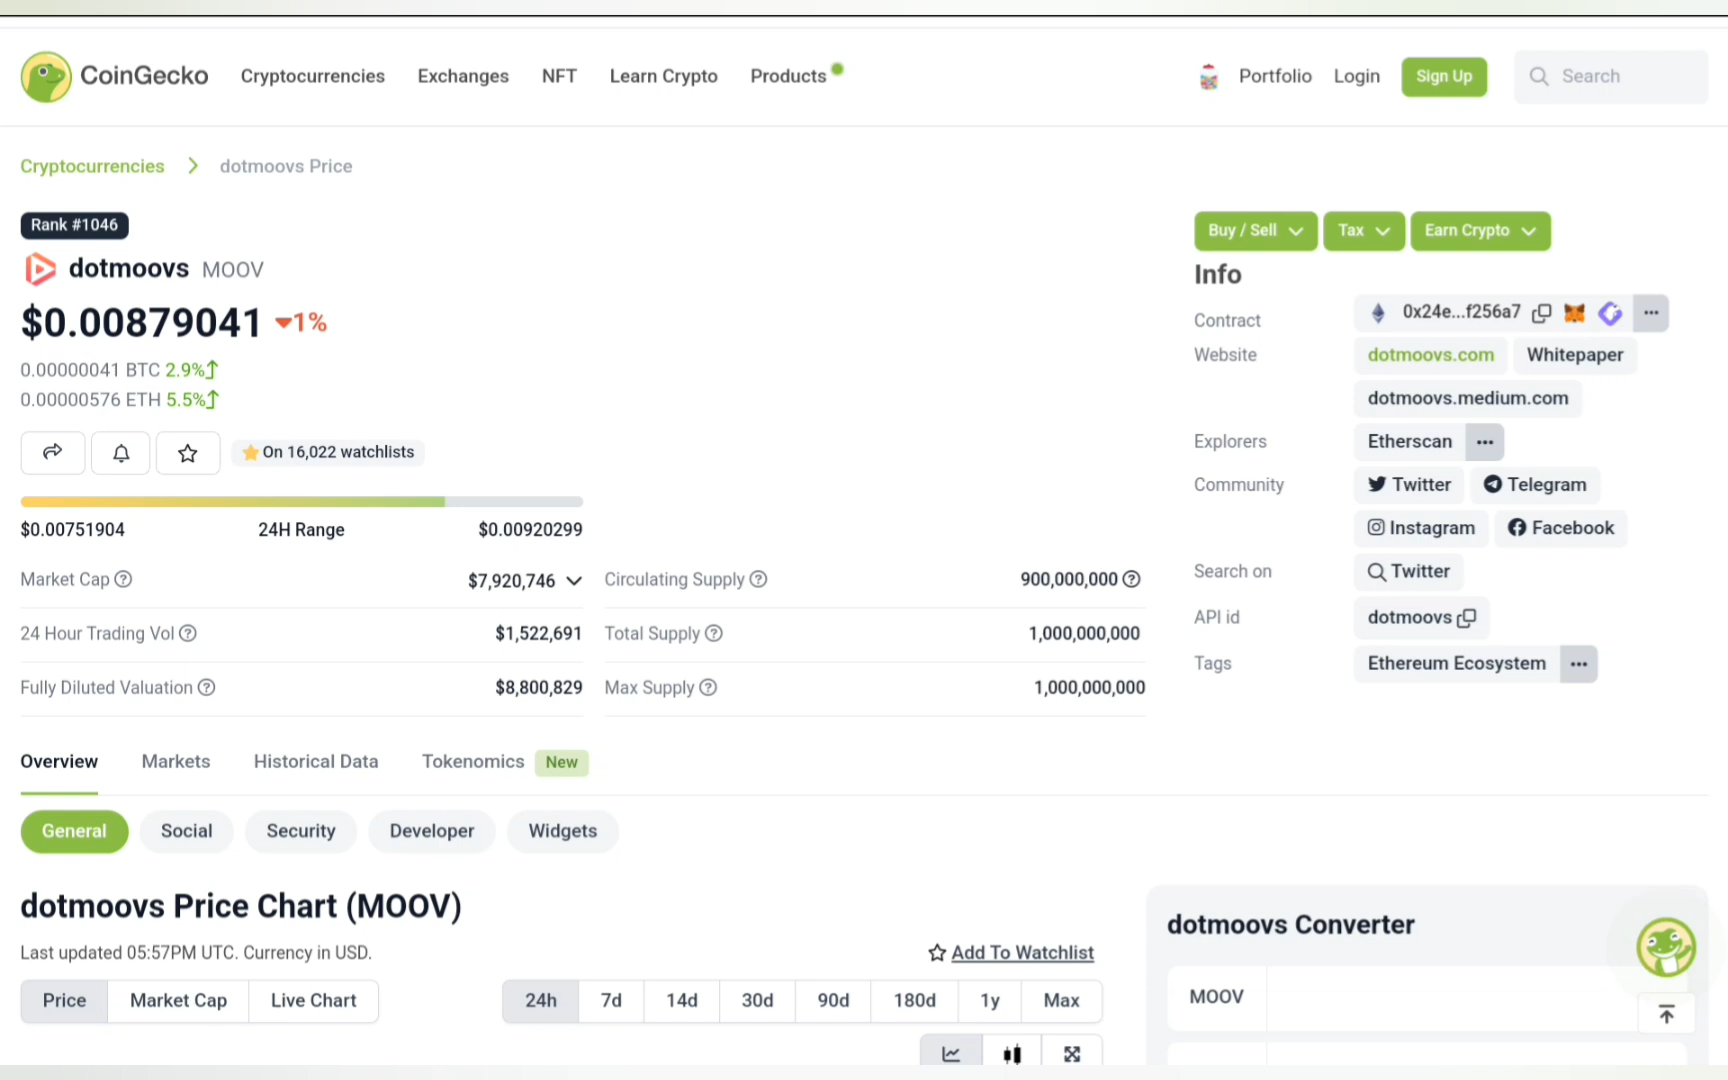 CoinGecko Cryptocurrencies Exchanges NFT Learn Crypto Products Portfolio Login Sign Up Search
Cryptocurrencies dotmoovs Price
Rank #1046
dotmoovs MOOV
$0.00879041 1%
0.00000041 BTC 2.9%
0.00000576 ETH 5.5%
On 16,022 watchlists
$0.00751904 24H Range $0.00920299
Market Cap $7,920,746
24 Hour Trading Vol $1,522,691
Fully Diluted Valuation $8,800,829
Circulating Supply 900,000,000
Total Supply 1,000,000,000
Max Supply 1,000,000,000
Buy / Sell Tax Earn Crypto
Info
Contract 0x24e...f256a7 ...
Website dotmoovs.com Whitepaper
dotmoovs.medium.com
Explorers Etherscan ...
Community Twitter Telegram
Instagram Facebook
Search on Twitter
API id dotmoovs
Tags Ethereum Ecosystem ...
Overview Markets Historical Data Tokenomics New
General Social Security Developer Widgets
dotmoovs Price Chart (MOOV)
Last updated 05:57PM UTC. Currency in USD.
Add To Watchlist
Price Market Cap Live Chart 24h 7d 14d 30d 90d 180d 1y Max
dotmoovs Converter
MOOV